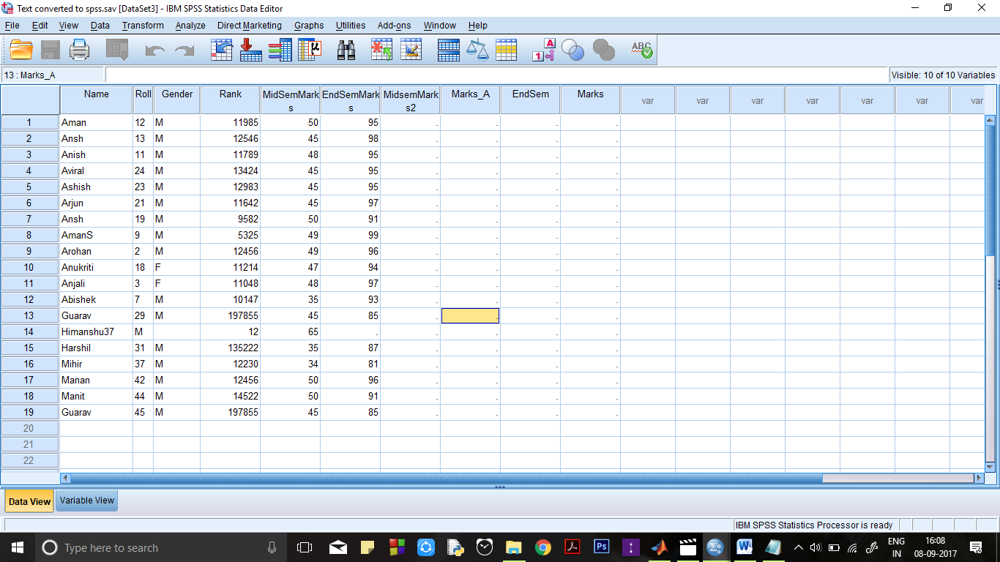 Text converted to spss.sav [DataSet3] - IBM SPSS Statistics Data Editor
File Edit View Data Transform Analyze Direct Marketing Graphs Utilities Add-ons Window Help
13 : Marks_A Visible: 10 of 10 Variables
Name Roll Gender Rank MidSemMark EndSemMark MidsemMark Marks_A EndSem Marks var var var var var var var
s s s2
1 Aman 12 M 11985 50 95 . . . .
2 Ansh 13 M 12546 45 98 . . . .
3 Anish 11 M 11789 48 95 . . . .
4 Aviral 24 M 13424 45 95 . . . .
5 Ashish 23 M 12983 45 95 . . . .
6 Arjun 21 M 11642 45 97 . . . .
7 Ansh 19 M 9582 50 91 . . . .
8 AmanS 9 M 5325 49 99 . . . .
9 Arohan 2 M 12456 49 96 . . . .
10 Anukriti 18 F 11214 47 94 . . . .
11 Anjali 3 F 11048 48 97 . . . .
12 Abishek 7 M 10147 35 93 . . . .
13 Guarav 29 M 197855 45 85 . . . .
14 Himanshu37 M 12 65 . . . . .
15 Harshil 31 M 135222 35 87 . . . .
16 Mihir 37 M 12230 34 81 . . . .
17 Manan 42 M 12456 50 96 . . . .
18 Manit 44 M 14522 50 91 . . . .
19 Guarav 45 M 197855 45 85 . . . .
20
21
22
Data View Variable View
IBM SPSS Statistics Processor is ready
Type here to search
ENG
IN
16:08
08-09-2017